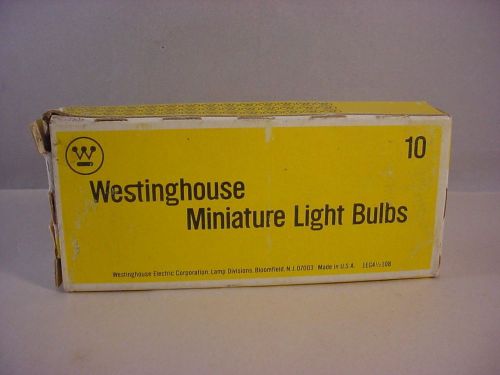 W
10
Westinghouse
Miniature Light Bulbs
Westinghouse Electric Corporation, Lamp Divisions, Bloomfield, N.J. 07003 Made in U.S.A.